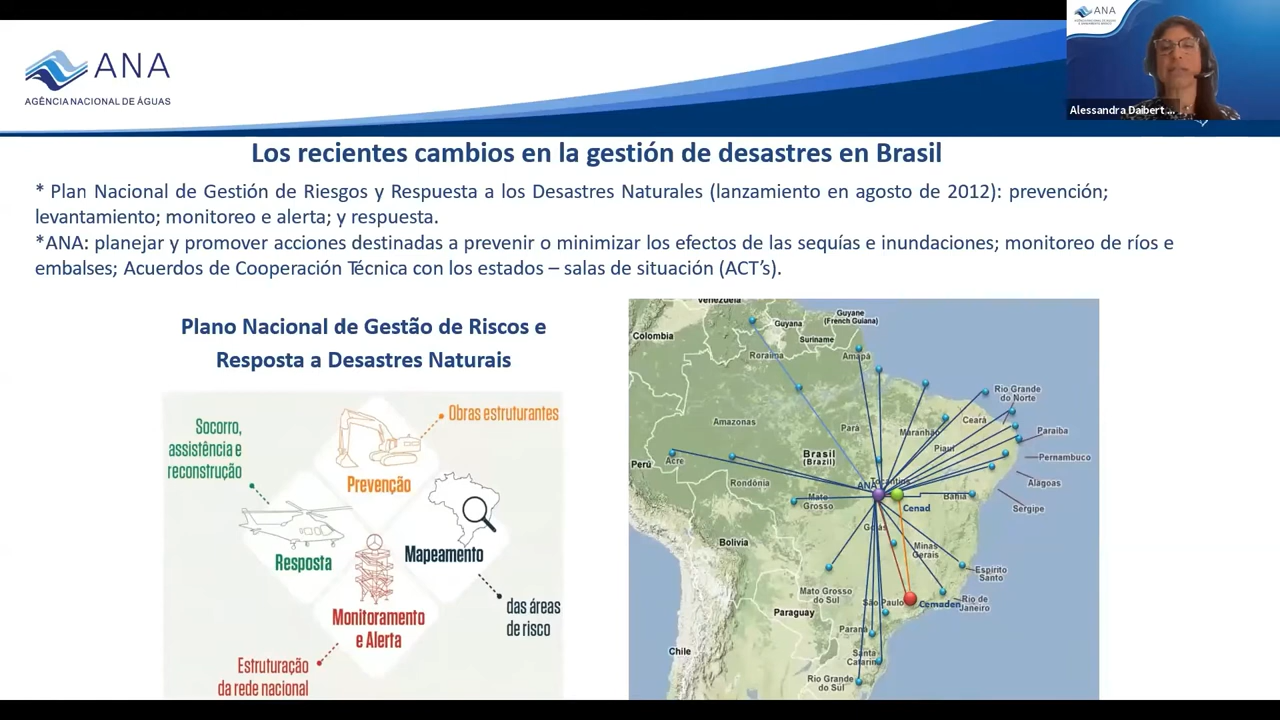 ANA
AGÊNCIA NACIONAL DE ÁGUAS
ANA
Alessandra Daibert ...
Los recientes cambios en la gestión de desastres en Brasil
* Plan Nacional de Gestión de Riesgos y Respuesta a los Desastres Naturales (lanzamiento en agosto de 2012): prevención;
levantamiento; monitoreo e alerta; y respuesta.
*ANA: planejar y promover acciones destinadas a prevenir o minimizar los efectos de las sequías e inundaciones; monitoreo de ríos e
embalses; Acuerdos de Cooperación Técnica con los estados – salas de situación (ACT’s).
Plano Nacional de Gestão de Riscos e
Resposta a Desastres Naturais
Socorro,
assistência e
reconstrução
Obras estruturantes
Prevenção
Resposta
Mapeamento
das áreas
de risco
Monitoramento
e Alerta
Estruturação
da rede nacional
Venezuela
Colombia
Guyana
Guyane
(French Guiana)
Suriname
Roraima
Amapá
Amazonas
Pará
Maranhão
Ceará
Rio Grande
do Norte
Paraiba
Piauí
Pernambuco
Alagoas
Sergipe
Perú
Acre
Brasil
(Brazil)
Rondônia
Mato
Grosso
ANA
Tocantins
Cenad
Bahia
Goiás
Bolivia
Minas
Gerais
Espirito
Santo
Mato Grosso
do Sul
São Paulo
Cemaden
Rio de
Janeiro
Paraguay
Paraná
Chile
Santa
Catarina
Rio Grande
do Sul